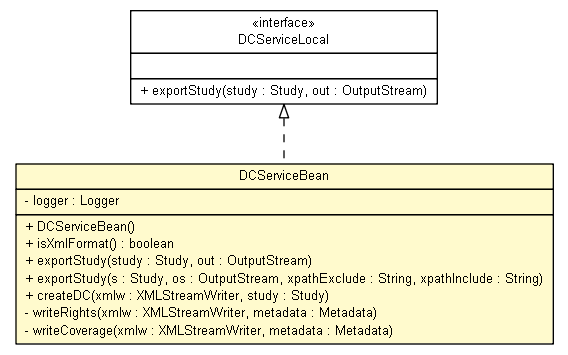 «interface»
DCServiceLocal
+ exportStudy(study : Study, out : OutputStream)
DCServiceBean
- logger : Logger
+ DCServiceBean()
+ isXmlFormat() : boolean
+ exportStudy(study : Study, out : OutputStream)
+ exportStudy(s : Study, os : OutputStream, xpathExclude : String, xpathInclude : String)
+ createDC(xmlw : XMLStreamWriter, study : Study)
- writeRights(xmlw : XMLStreamWriter, metadata : Metadata)
- writeCoverage(xmlw : XMLStreamWriter, metadata : Metadata)